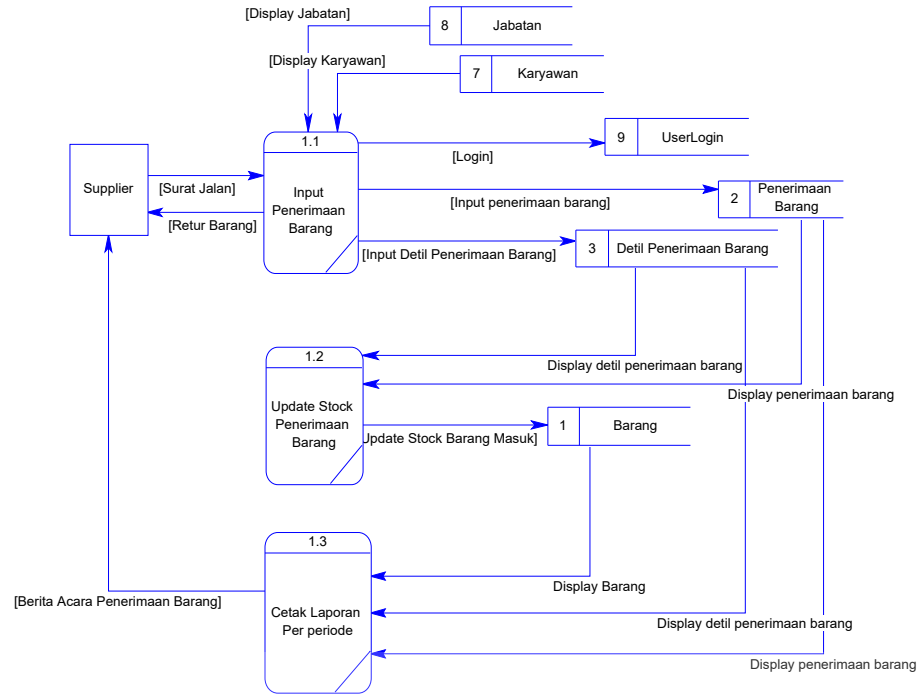 [Display Jabatan]
8
Jabatan
[Display Karyawan]
7
Karyawan
1.1
Input
Penerimaan
Barang
[Login]
9
UserLogin
Supplier
[Surat Jalan]
[Retur Barang]
[Input penerimaan barang]
2
Penerimaan
Barang
[Input Detil Penerimaan Barang]
3
Detil Penerimaan Barang
1.2
Update Stock
Penerimaan
Barang
Display detil penerimaan barang
Display penerimaan barang
Update Stock Barang Masuk]
1
Barang
1.3
Cetak Laporan
Per periode
Display Barang
[Berita Acara Penerimaan Barang]
Display detil penerimaan barang
Display penerimaan barang